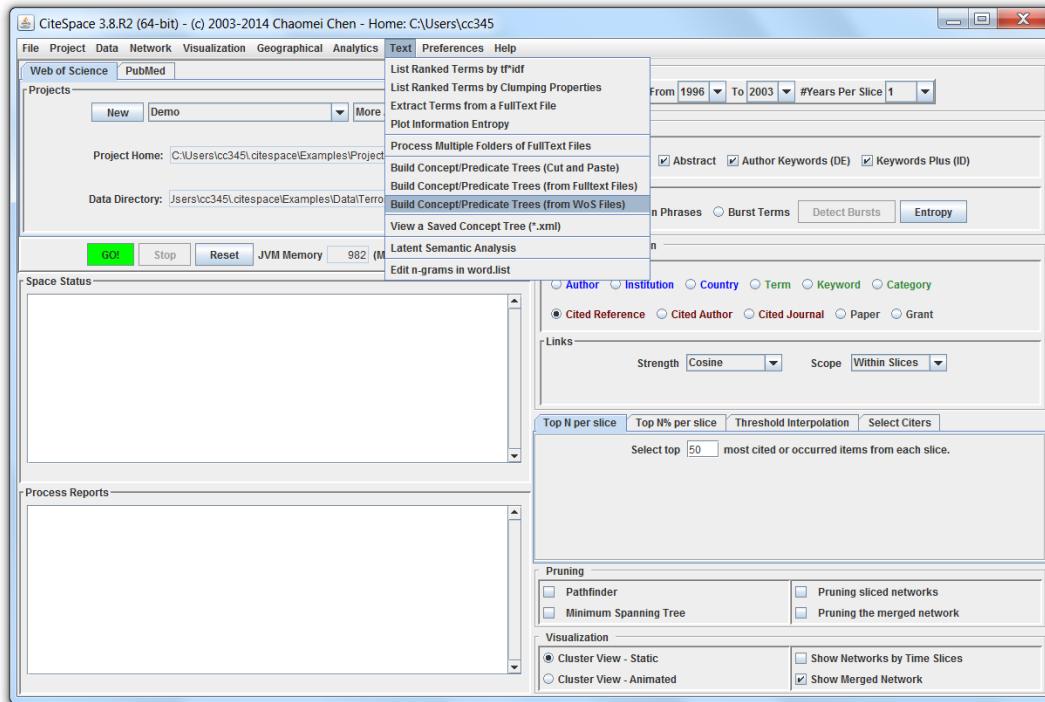 CiteSpace 3.8.R2 (64-bit) - (c) 2003-2014 Chaomei Chen - Home: C:\Users\cc345
File Project Data Network Visualization Geographical Analytics Text Preferences Help
Web of Science PubMed
Projects
New Demo More
Project Home: C:\Users\cc345\.citespace\Examples\Project
Data Directory: Jsers\cc345\.citespace\Examples\Data\Terro
GO! Stop Reset JVM Memory 982 (M
List Ranked Terms by tf*idf
List Ranked Terms by Clumping Properties
Extract Terms from a FullText File
Plot Information Entropy
Process Multiple Folders of FullText Files
Build Concept/Predicate Trees (Cut and Paste)
Build Concept/Predicate Trees (from Fulltext Files)
Build Concept/Predicate Trees (from WoS Files)
View a Saved Concept Tree (*.xml)
Latent Semantic Analysis
Edit n-grams in word.list
From 1996 To 2003 #Years Per Slice 1
Abstract Author Keywords (DE) Keywords Plus (ID)
n Phrases Burst Terms Detect Bursts Entropy
Author Institution Country Term Keyword Category
Cited Reference Cited Author Cited Journal Paper Grant
Links
Strength Cosine Scope Within Slices
Top N per slice Top N% per slice Threshold Interpolation Select Citers
Select top 50 most cited or occurred items from each slice.
Pruning
Pathfinder Pruning sliced networks
Minimum Spanning Tree Pruning the merged network
Visualization
Cluster View - Static Show Networks by Time Slices
Cluster View - Animated Show Merged Network
Space Status
Process Reports